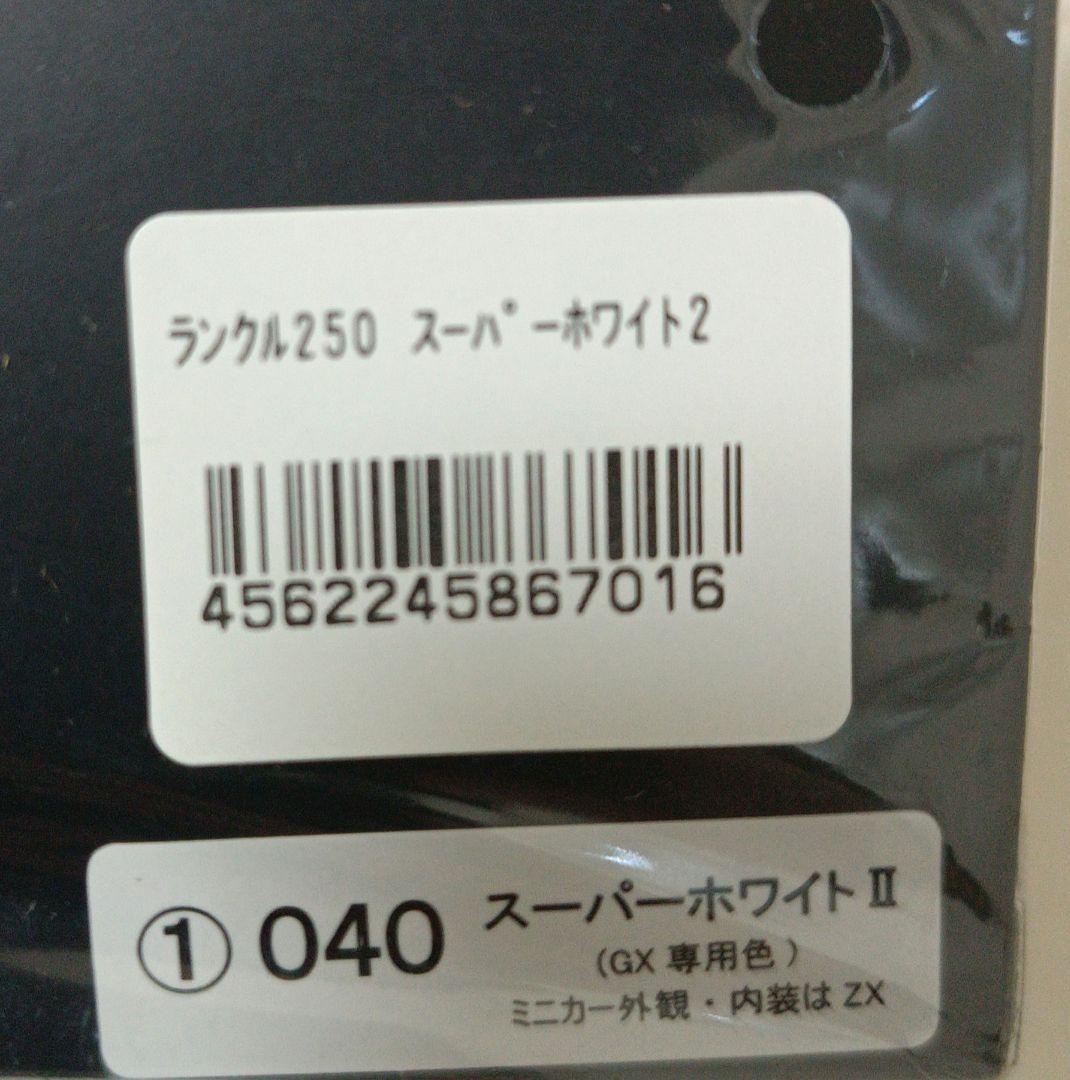 ランクル250 スーパーホワイト2
4562245867016
① 040 スーパーホワイトⅡ
(GX 専用色)
ミニカー外観・内装は ZX